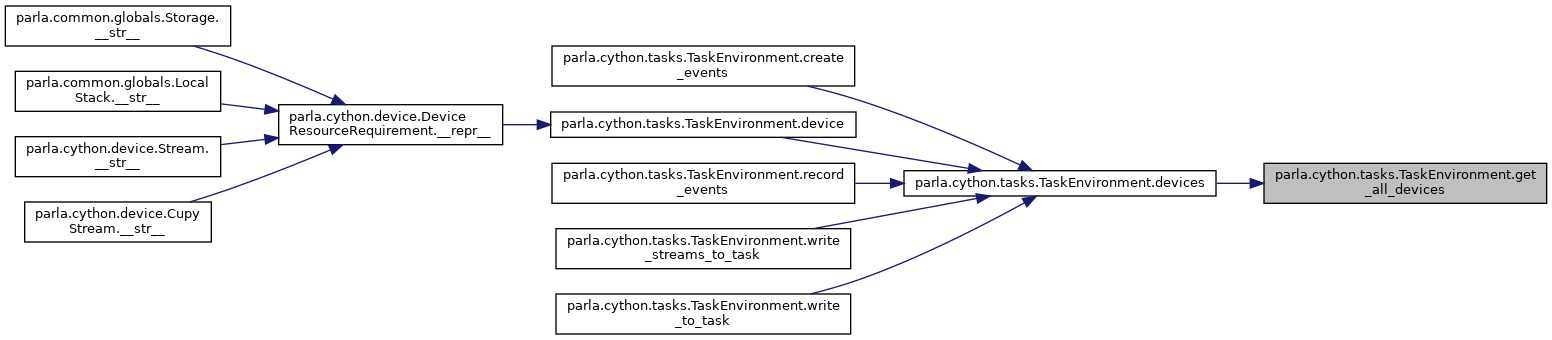 parla.common.globals.Storage.
__str__
parla.common.globals.Local
Stack.__str__
parla.cython.device.Stream.
__str__
parla.cython.device.Cupy
Stream.__str__
parla.cython.device.Device
ResourceRequirement.__repr__
parla.cython.tasks.TaskEnvironment.create
_events
parla.cython.tasks.TaskEnvironment.device
parla.cython.tasks.TaskEnvironment.record
_events
parla.cython.tasks.TaskEnvironment.write
_streams_to_task
parla.cython.tasks.TaskEnvironment.write
_to_task
parla.cython.tasks.TaskEnvironment.devices
parla.cython.tasks.TaskEnvironment.get
_all_devices